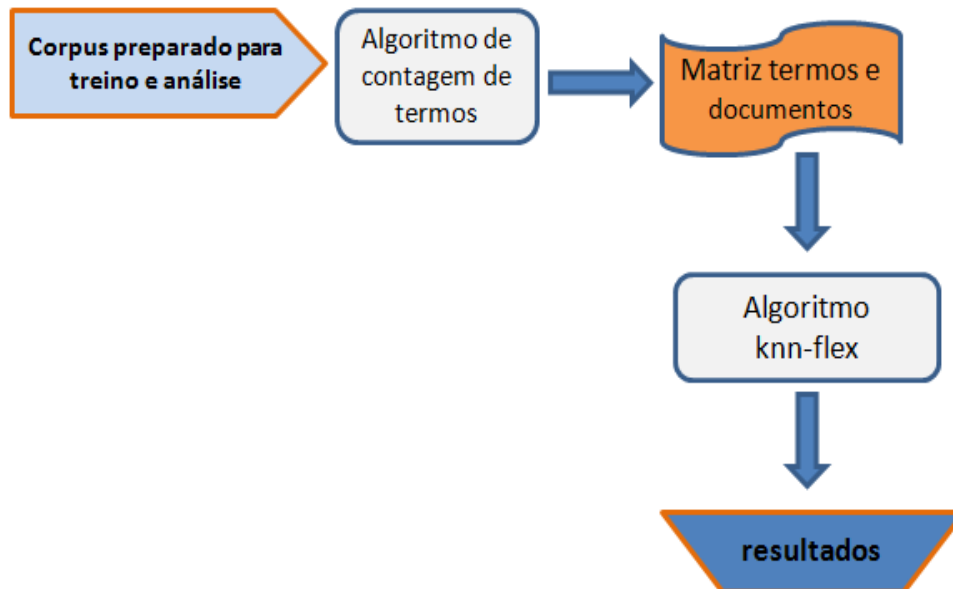 Corpus preparado para
treino e análise
Algoritmo de
contagem de
termos
Matriz termos e
documentos
Algoritmo
knn-flex
resultados